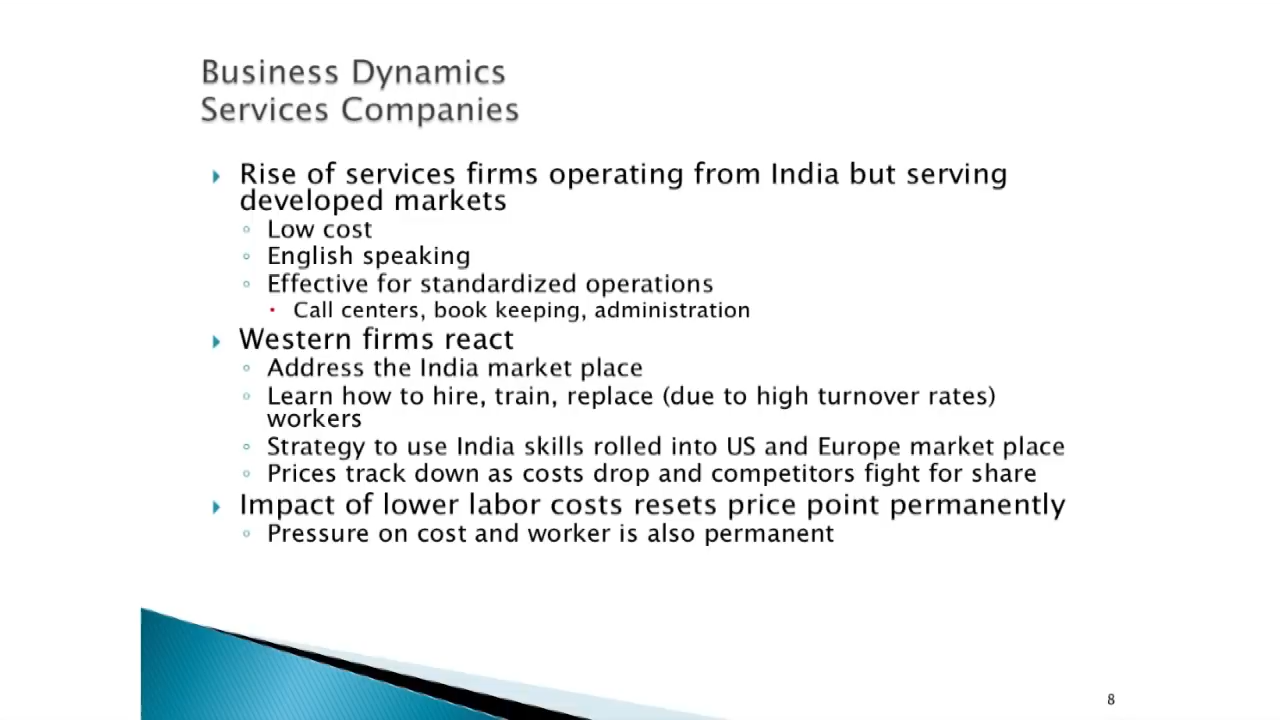 Business Dynamics
Services Companies
Rise of services firms operating from India but serving
developed markets
Low cost
English speaking
Effective for standardized operations
Call centers, book keeping, administration
Western firms react
Address the India market place
Learn how to hire, train, replace (due to high turnover rates)
workers
Strategy to use India skills rolled into US and Europe market place
Prices track down as costs drop and competitors fight for share
Impact of lower labor costs resets price point permanently
Pressure on cost and worker is also permanent
8